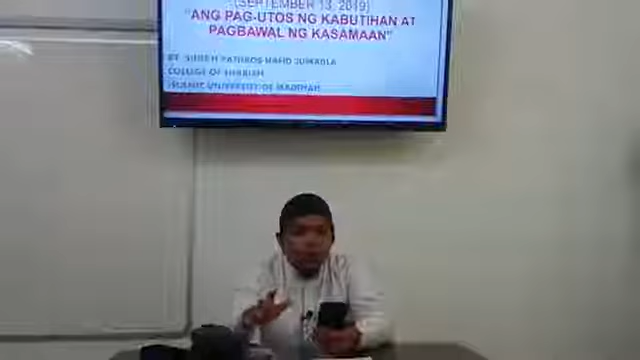 (SEPTEMBER 13, 2019)
"ANG PAG-UTOS NG KABUTIHAN AT
PAGBAWAL NG KASAMAAN"
BY
COLLEGE OF SHARIAH
ISLAMIC UNIVERSITY OF MADINAH